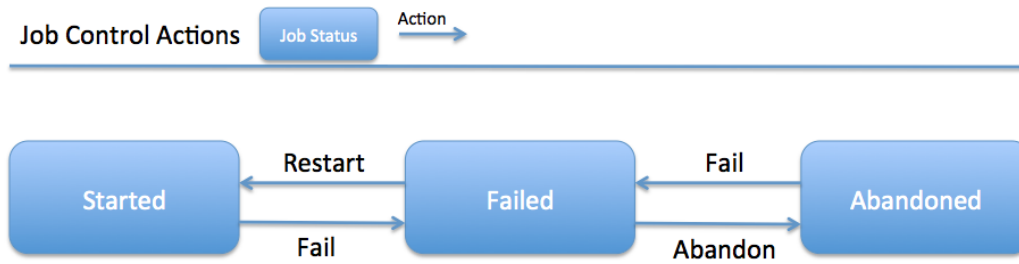 Job Control Actions
Job Status
Action
Restart
Fail
Started
Failed
Abandoned
Fail
Abandon